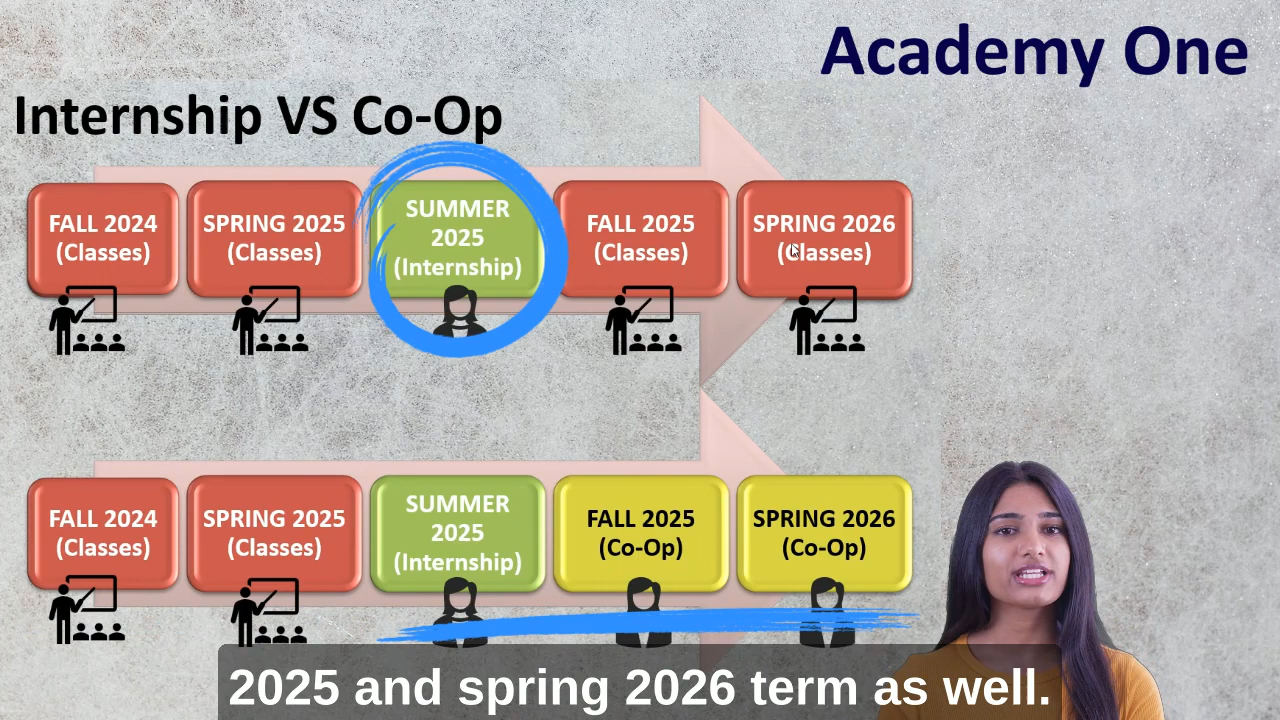 Academy One
Internship VS Co-Op
FALL 2024
(Classes)
SPRING 2025
(Classes)
SUMMER
2025
(Internship)
FALL 2025
(Classes)
SPRING 2026
(Classes)
FALL 2024
(Classes)
SPRING 2025
(Classes)
SUMMER
2025
(Internship)
FALL 2025
(Co-Op)
SPRING 2026
(Co-Op)
2025 and spring 2026 term as well.